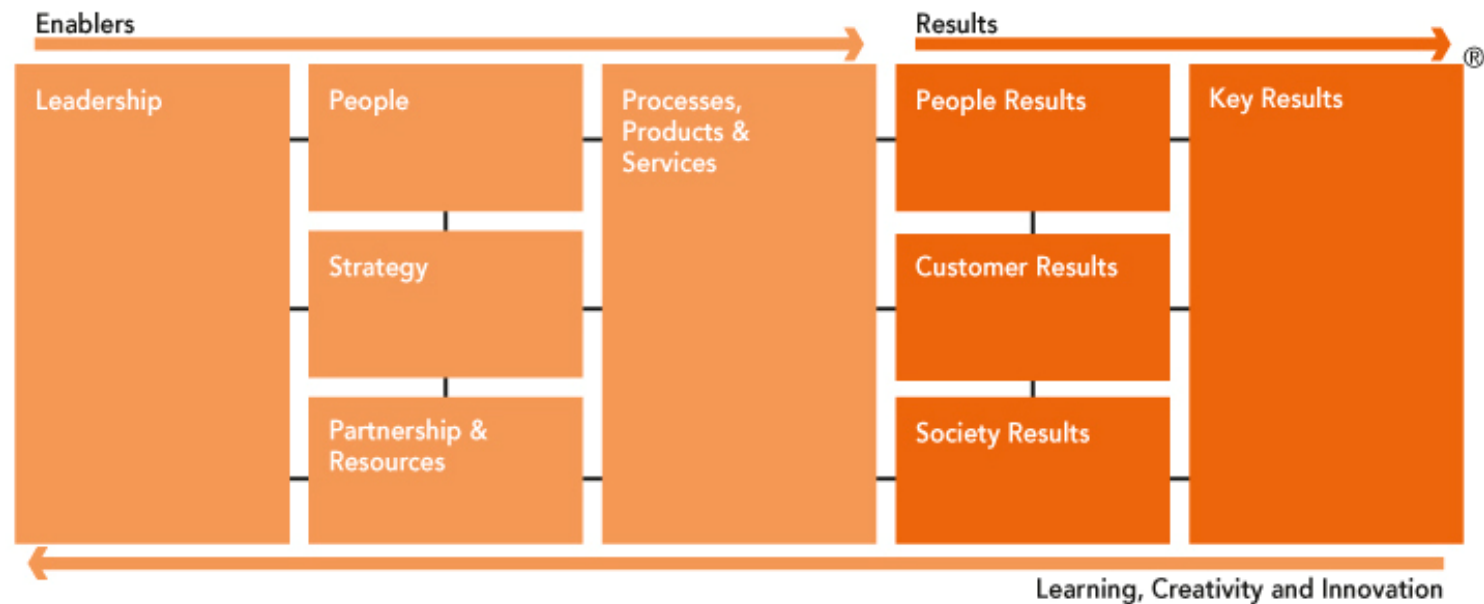 Enablers
Results
®
Leadership
People
Processes,
Products &
Services
People Results
Key Results
Strategy
Customer Results
Partnership &
Resources
Society Results
Learning, Creativity and Innovation